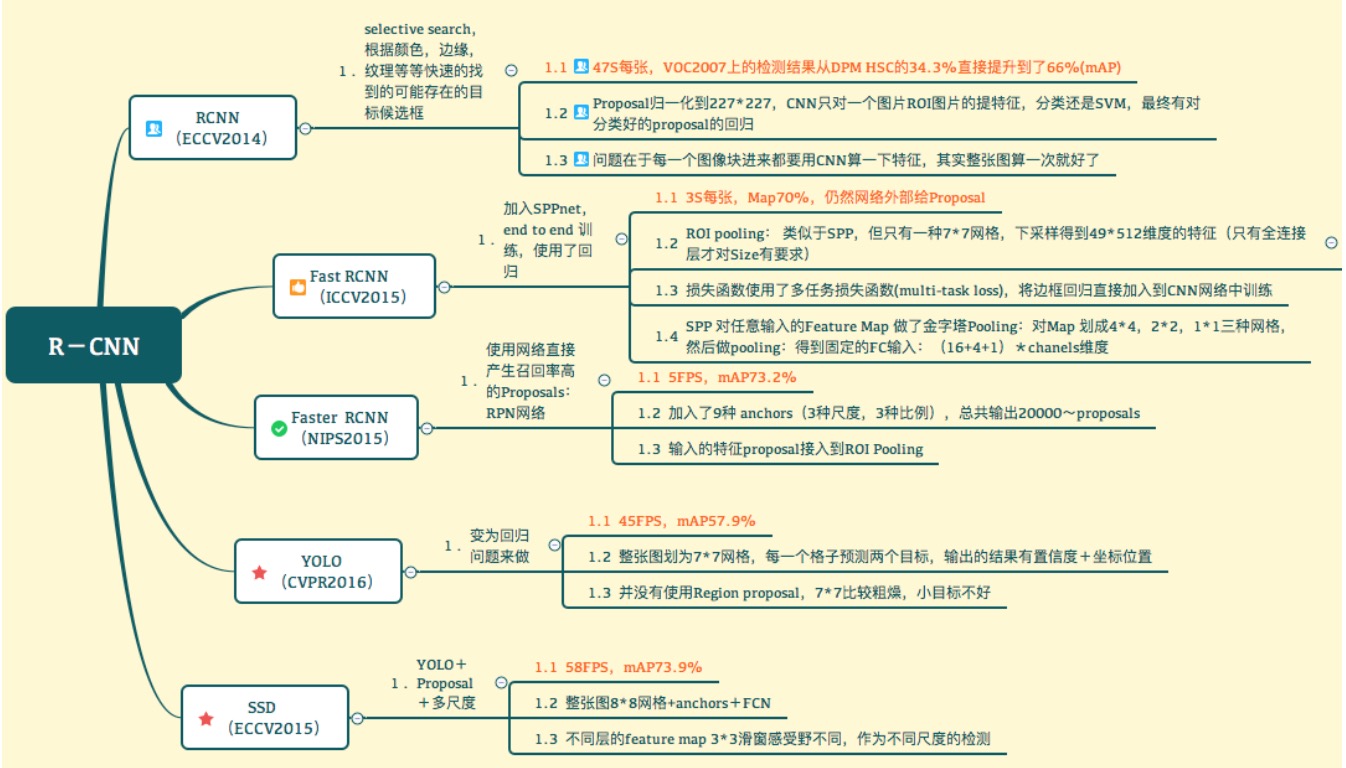 R－CNN
RCNN
（ECCV2014）
1.
selective search，
根据颜色，边缘，
纹理等等快速的找
到的可能存在的目
标候选框
1.1 47S每张，VOC2007上的检测结果从DPM HSC的34.3%直接提升到了66%(mAP)
1.2 Proposal归一化到227*227，CNN只对一个图片ROI图片的提特征，分类还是SVM，最终有对
分类好的proposal的回归
1.3 问题在于每一个图像块进来都要用CNN算一下特征，其实整张图算一次就好了
Fast RCNN
（ICCV2015）
1.
加入SPPnet，
end to end 训
练，使用了回
归
1.1 3S每张，Map70%，仍然网络外部给Proposal
1.2 ROI pooling： 类似于SPP，但只有一种7*7网格，下采样得到49*512维度的特征（只有全连接
层才对Size有要求）
1.3 损失函数使用了多任务损失函数(multi-task loss)，将边框回归直接加入到CNN网络中训练
1.4 SPP 对任意输入的Feature Map 做了金字塔Pooling：对Map 划成4*4，2*2，1*1三种网格，
然后做pooling：得到固定的FC输入：（16+4+1）＊chanels维度
Faster RCNN
（NIPS2015）
1.
使用网络直接
产生召回率高
的Proposals：
RPN网络
1.1 5FPS，mAP73.2%
1.2 加入了9种 anchors（3种尺度，3种比例），总共输出20000～proposals
1.3 输入的特征proposal接入到ROI Pooling
YOLO
（CVPR2016）
1.
变为回归
问题来做
1.1 45FPS，mAP57.9%
1.2 整张图划为7*7网格，每一个格子预测两个目标，输出的结果有置信度＋坐标位置
1.3 并没有使用Region proposal，7*7比较粗燥，小目标不好
SSD
（ECCV2015）
1.
YOLO＋
Proposal
＋多尺度
1.1 58FPS，mAP73.9%
1.2 整张图8*8网格+anchors＋FCN
1.3 不同层的feature map 3*3滑窗感受野不同，作为不同尺度的检测